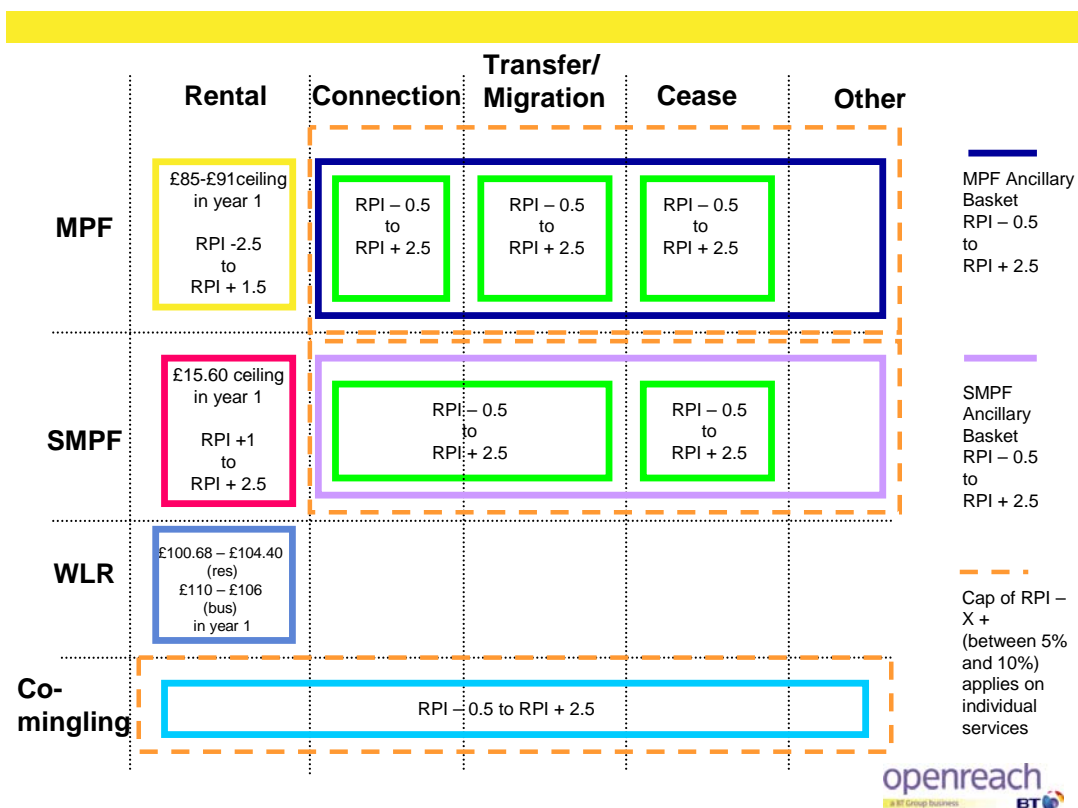 Rental
Connection
Transfer/
Migration
Cease
Other
MPF
£85-£91ceiling
in year 1
RPI -2.5
to
RPI + 1.5
RPI – 0.5
to
RPI + 2.5
RPI – 0.5
to
RPI + 2.5
RPI – 0.5
to
RPI + 2.5
MPF Ancillary
Basket
RPI – 0.5
to
RPI + 2.5
SMPF
£15.60 ceiling
in year 1
RPI +1
to
RPI + 2.5
RPI – 0.5
to
RPI + 2.5
RPI – 0.5
to
RPI + 2.5
SMPF
Ancillary
Basket
RPI – 0.5
to
RPI + 2.5
WLR
£100.68 – £104.40
(res)
£110 – £106
(bus)
in year 1
Cap of RPI –
X +
(between 5%
and 10%)
applies on
individual
services
Co-
mingling
RPI – 0.5 to RPI + 2.5
openreach
a BT Group business
BT